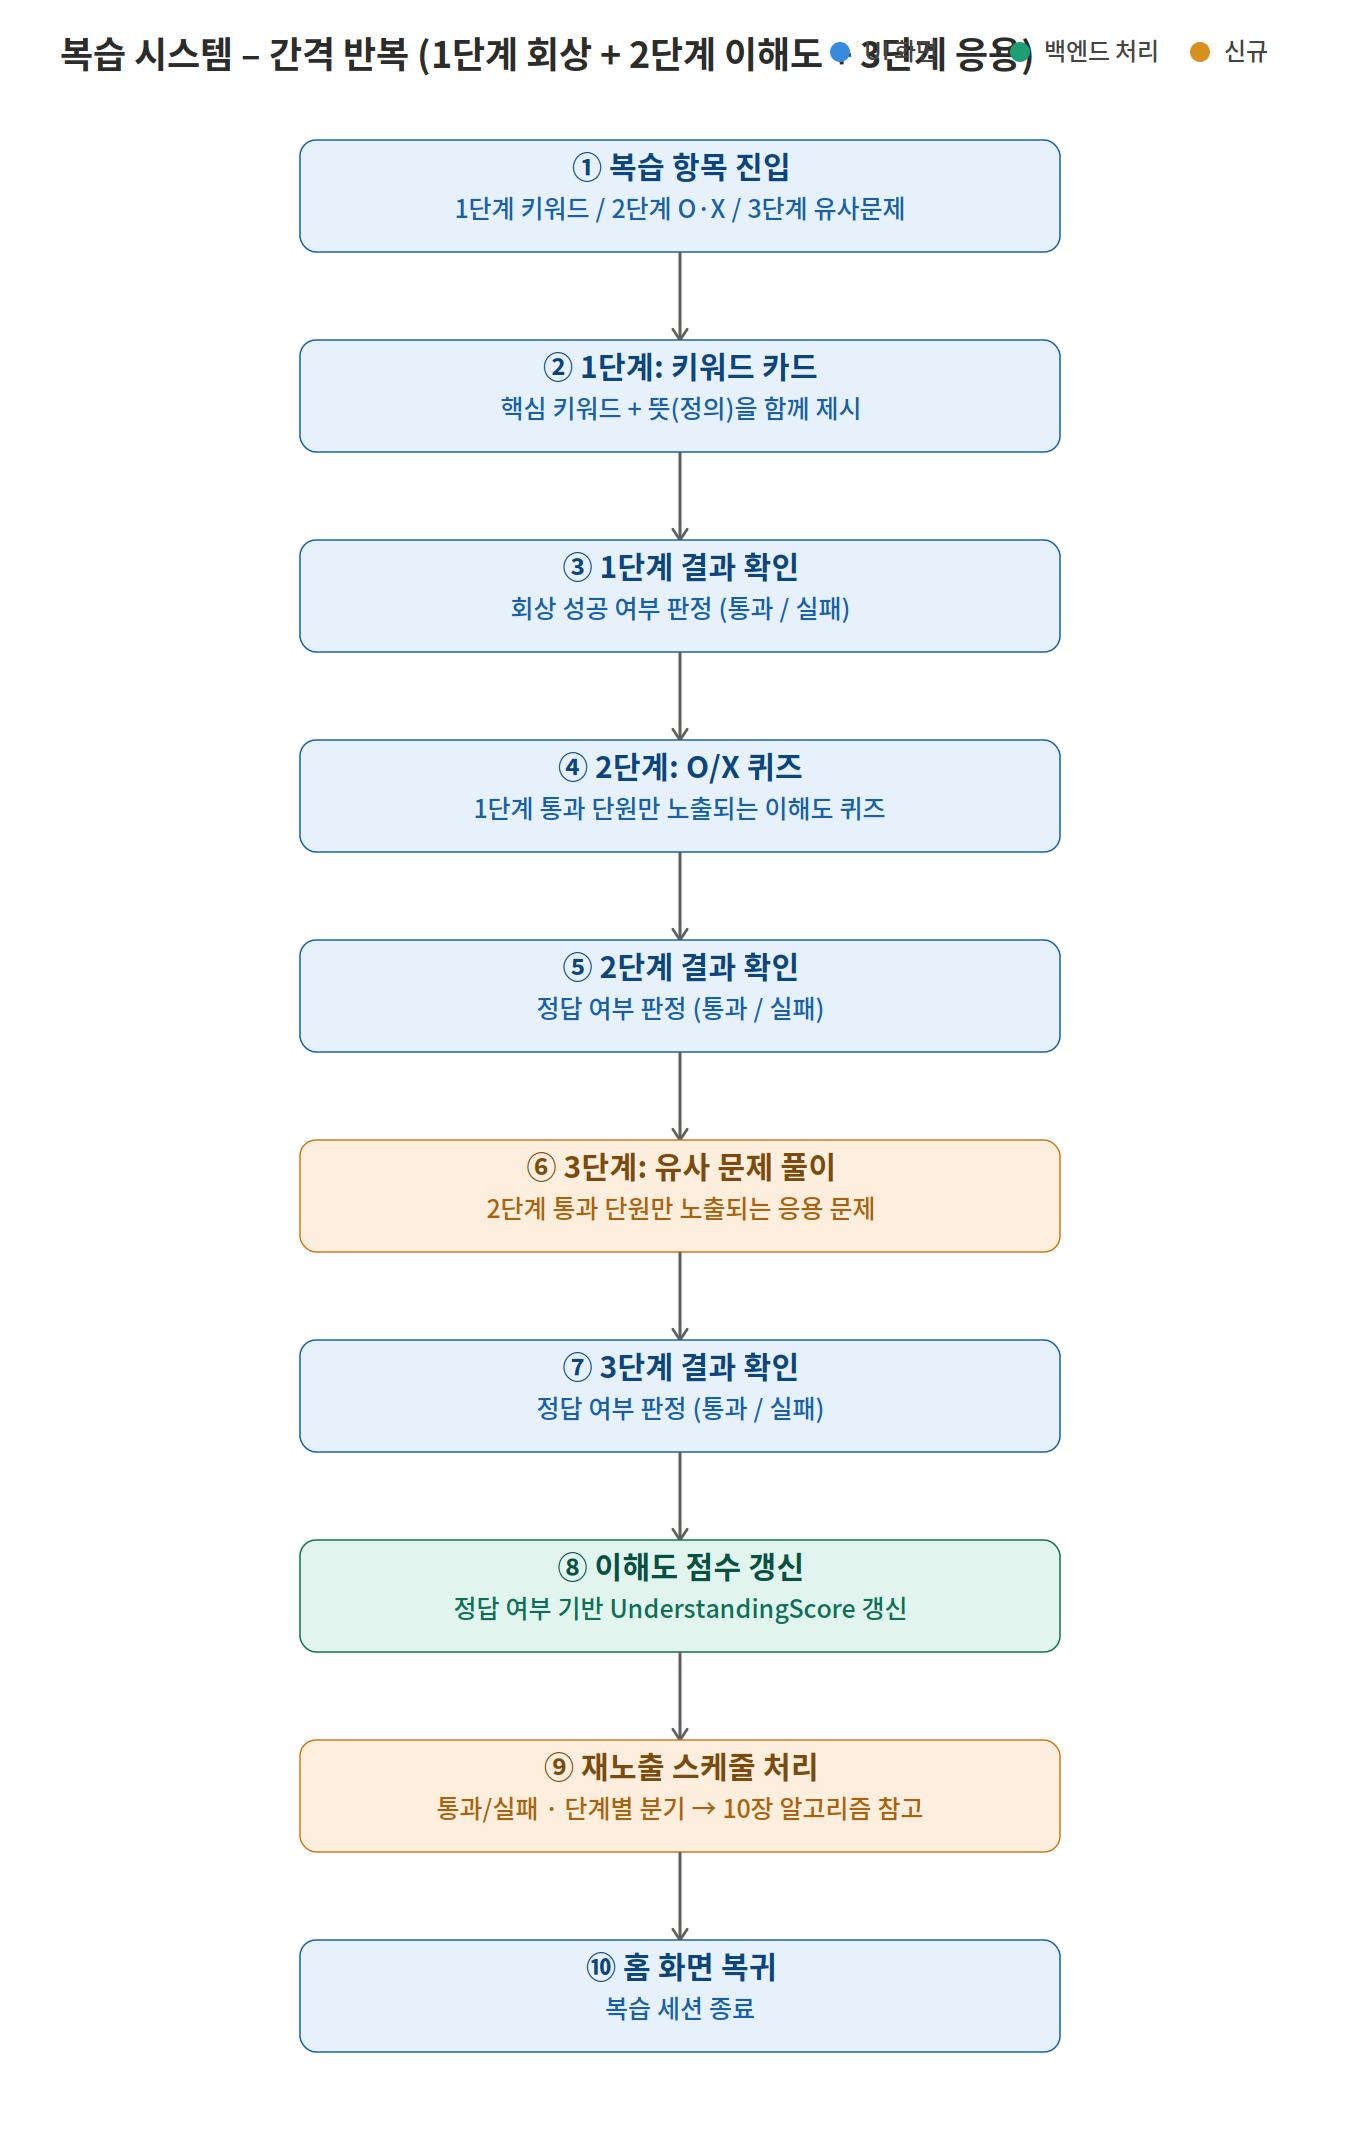 복습 시스템 – 간격 반복 (1단계 회상 + 2단계 이해도 + 3단계 응용)
UI 화면
백엔드 처리
신규
① 복습 항목 진입
1단계 키워드 / 2단계 O·X / 3단계 유사문제
② 1단계: 키워드 카드
핵심 키워드 + 뜻(정의)을 함께 제시
③ 1단계 결과 확인
회상 성공 여부 판정 (통과 / 실패)
④ 2단계: O/X 퀴즈
1단계 통과 단원만 노출되는 이해도 퀴즈
⑤ 2단계 결과 확인
정답 여부 판정 (통과 / 실패)
⑥ 3단계: 유사 문제 풀이
2단계 통과 단원만 노출되는 응용 문제
⑦ 3단계 결과 확인
정답 여부 판정 (통과 / 실패)
⑧ 이해도 점수 갱신
정답 여부 기반 UnderstandingScore 갱신
⑨ 재노출 스케줄 처리
통과/실패 · 단계별 분기 → 10장 알고리즘 참고
⑩ 홈 화면 복귀
복습 세션 종료